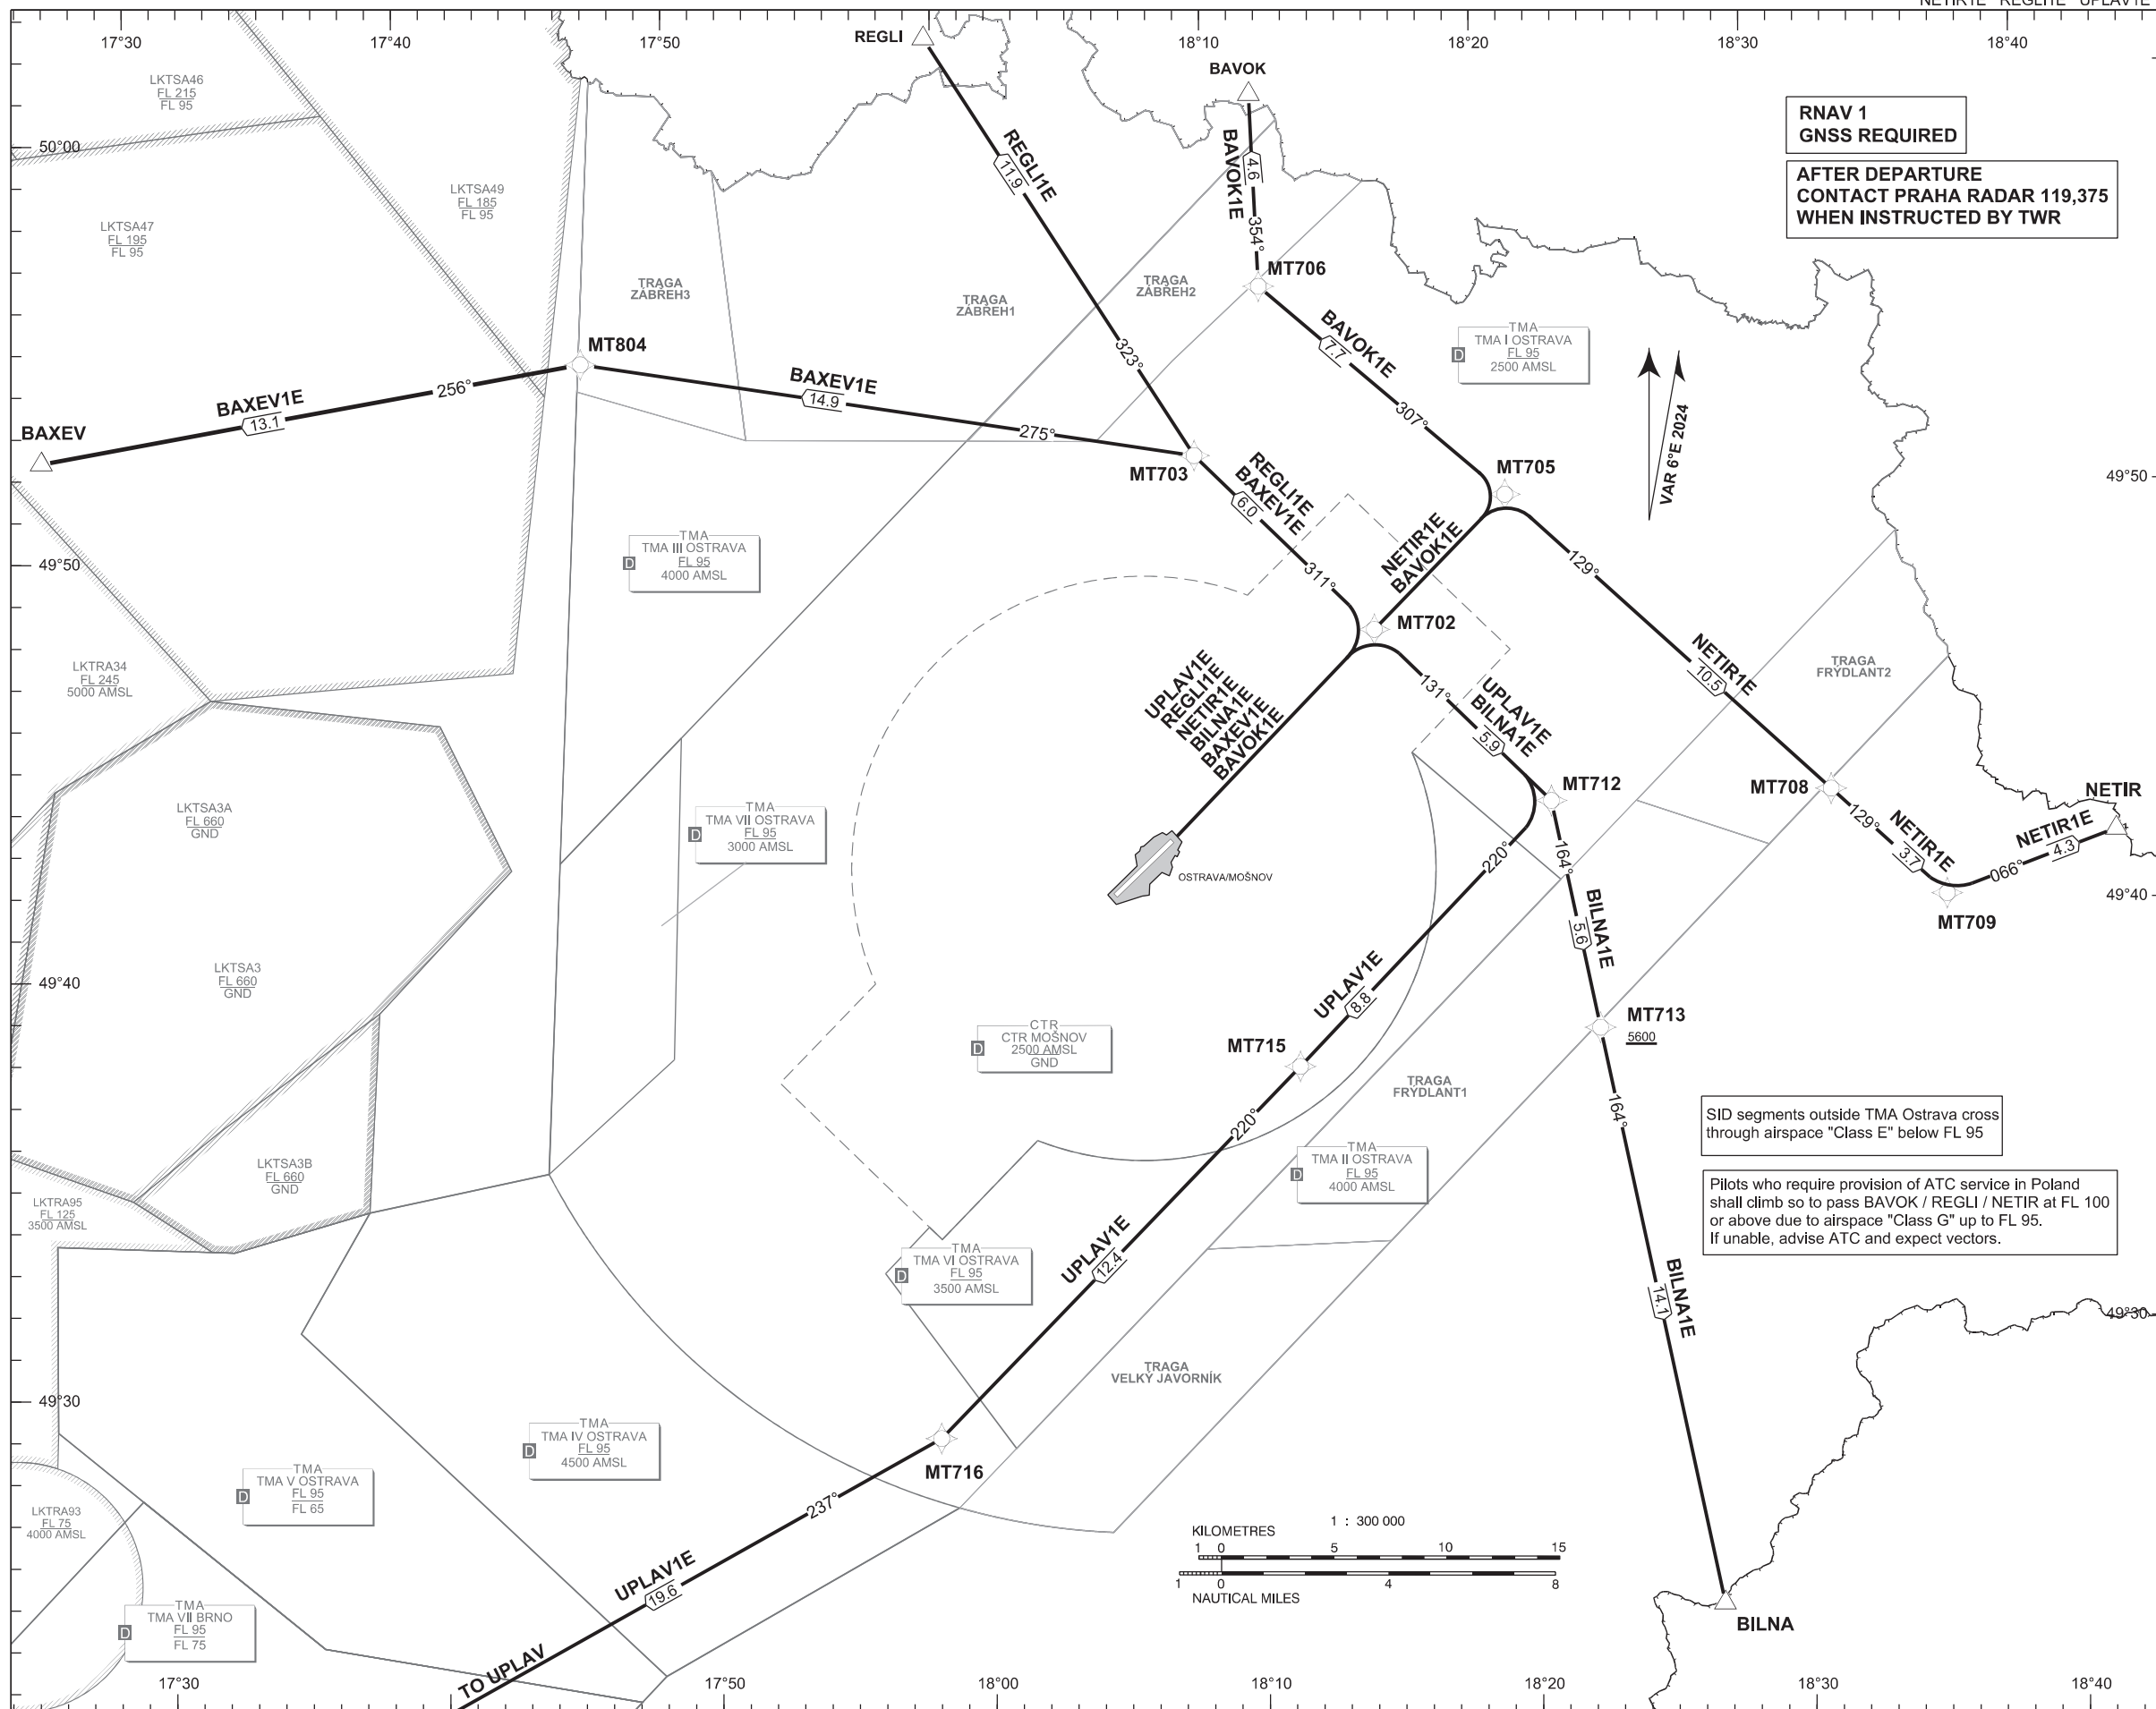 NETIR1E REGLI1E UPLAV1E
17°30
17°40
17°50
18°10
18°20
18°30
18°40
REGLI
BAVOK
LKTSA46
FL 215
FL 95
RNAV 1
GNSS REQUIRED
AFTER DEPARTURE
CONTACT PRAHA RADAR 119,375
WHEN INSTRUCTED BY TWR
50°00
LKTSA49
FL 185
FL 95
LKTSA47
FL 195
FL 95
REGLI1E
11.9
323°
BAVOK1E
4.6
354°
MT706
TRAGA
ZÁBŘEH3
TRAGA
ZÁBŘEH1
TRAGA
ZÁBŘEH2
BAVOK1E
7.7
307°
TMA
TMA I OSTRAVA
FL 95
2500 AMSL
D
VAR 6°E 2024
MT804
BAXEV1E
14.9
275°
BAXEV1E
13.1
256°
BAXEV
MT703
REGLI1E
BAXEV1E
6.0
311°
MT705
49°50
NETIR1E
BAVOK1E
129°
TMA
TMA III OSTRAVA
FL 95
4000 AMSL
D
49°50
MT702
LKTRA34
FL 245
5000 AMSL
UPLAV1E
REGLI1E
NETIR1E
BILNA1E
BAXEV1E
BAVOK1E
131°
UPLAV1E
BILNA1E
5.9
NETIR1E
10.5
TRAGA
FRÝDLANT2
MT712
MT708
NETIR
129°
NETIR1E
3.7
NETIR1E
4.3
066°
MT709
LKTSA3A
FL 660
GND
TMA
TMA VII OSTRAVA
FL 95
3000 AMSL
D
OSTRAVA/MOŠNOV
220°
164°
BILNA1E
5.6
49°40
LKTSA3
FL 660
GND
49°40
UPLAV1E
8.8
MT713
5600
CTR
CTR MOŠNOV
2500 AMSL
GND
D
MT715
TRAGA
FRÝDLANT1
220°
164°
SID segments outside TMA Ostrava cross
through airspace "Class E" below FL 95
LKTSA3B
FL 660
GND
TMA
TMA II OSTRAVA
FL 95
4000 AMSL
D
Pilots who require provision of ATC service in Poland
shall climb so to pass BAVOK / REGLI / NETIR at FL 100
or above due to airspace "Class G" up to FL 95.
If unable, advise ATC and expect vectors.
LKTRA95
FL 125
3500 AMSL
TMA
TMA VI OSTRAVA
FL 95
3500 AMSL
D
UPLAV1E
12.4
BILNA1E
14.1
49°30
TRAGA
VELKÝ JAVORNÍK
49°30
TMA
TMA IV OSTRAVA
FL 95
4500 AMSL
D
MT716
TMA
TMA V OSTRAVA
FL 95
FL 65
D
LKTRA93
FL 75
4000 AMSL
237°
1 : 300 000
KILOMETRES
1 0 5 10 15
1 0 4 8
NAUTICAL MILES
UPLAV1E
19.6
TMA
TMA VII BRNO
FL 95
FL 75
D
BILNA
TO UPLAV
17°30
17°50
18°00
18°10
18°20
18°30
18°40